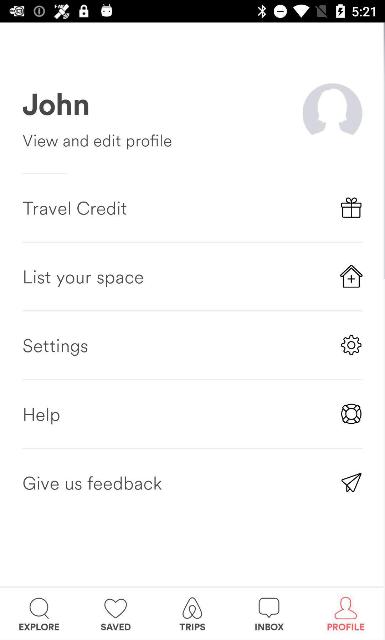 5:21
John
View and edit profile
Travel Credit
List your space
Settings
Help
Give us feedback
EXPLORE
SAVED
TRIPS
INBOX
PROFILE